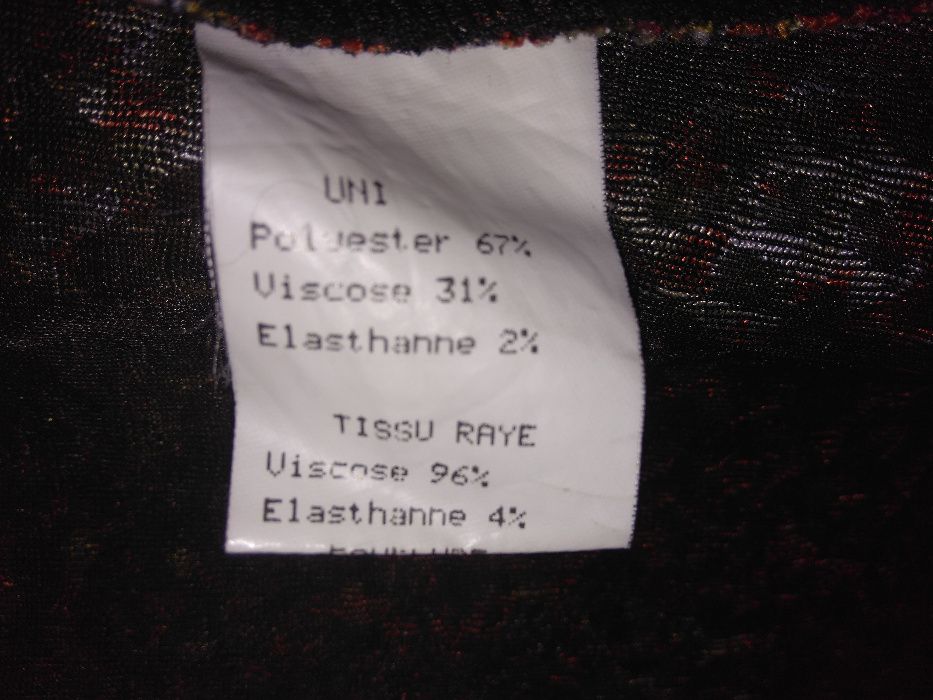 UNI
Polyester 67%
Viscose 31%
Elasthanne 2%
TISSU RAYE
Viscose 96%
Elasthanne 4%